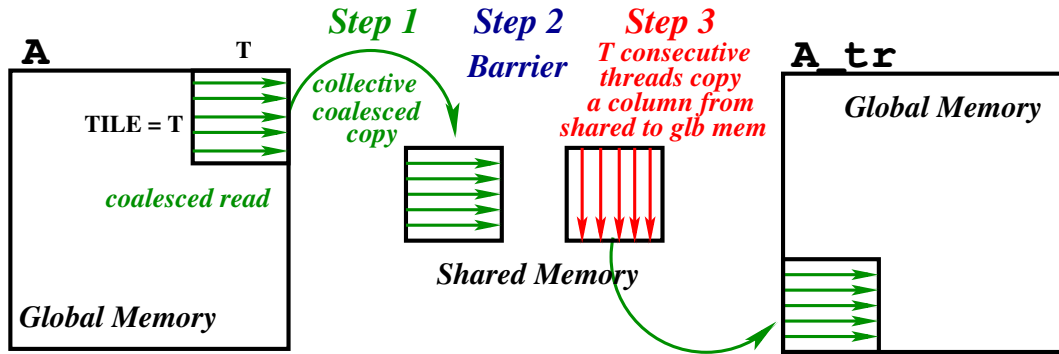 A
T
TILE = T
coalesced read
Global Memory
Step 1
collective
coalesced
copy
Step 2
Barrier
Step 3
T consecutive
threads copy
a column from
shared to glb mem
Shared Memory
A_tr
Global Memory